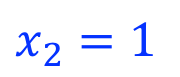 x₂ = 1